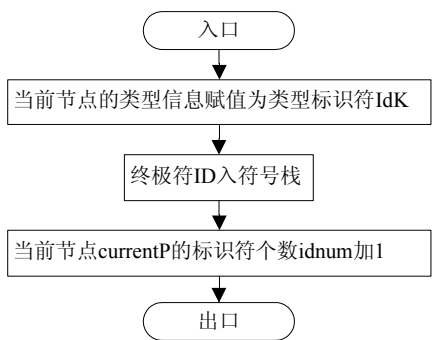 入口
当前节点的类型信息赋值为类型标识符IdK
终极符ID入符号栈
当前节点currentP的标识符个数idnum加1
出口